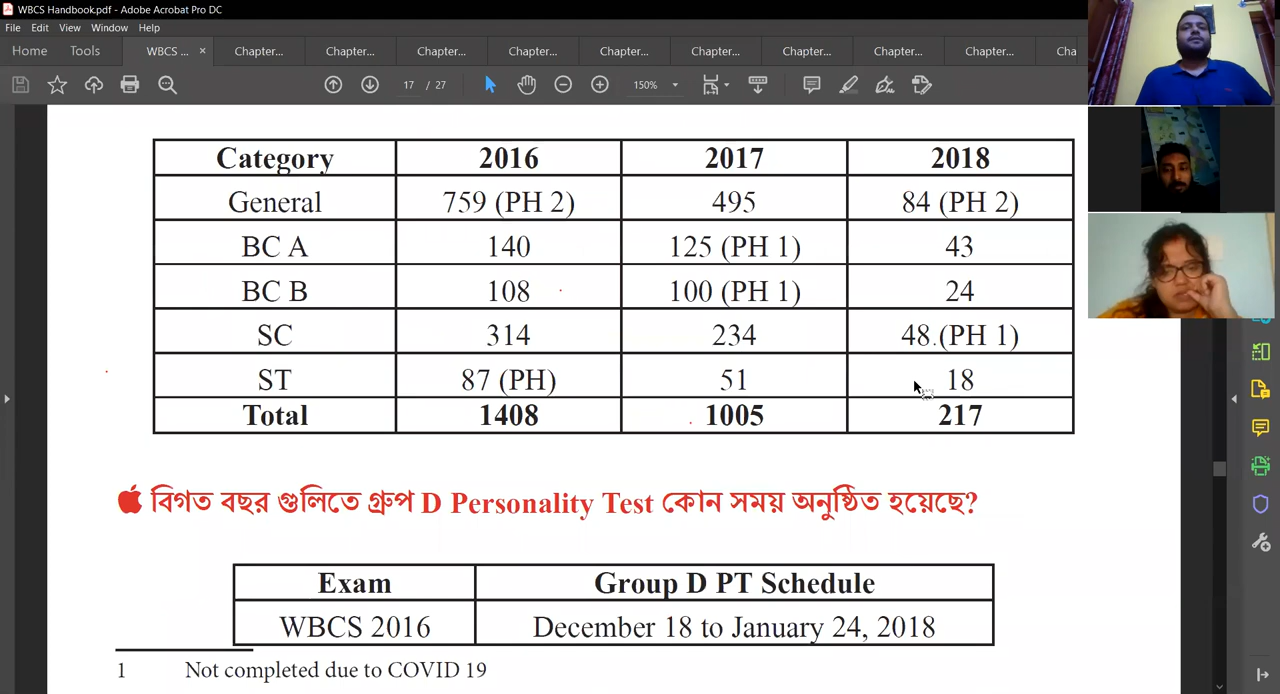 WBCS Handbook.pdf - Adobe Acrobat Pro DC
File Edit View Window Help
Home Tools WBCS ... × Chapter... Chapter... Chapter... Chapter... Chapter... Chapter... Chapter... Chapter... Chapter... Cha
17 / 27 150%
Category 2016 2017 2018
General 759 (PH 2) 495 84 (PH 2)
BC A 140 125 (PH 1) 43
BC B 108 100 (PH 1) 24
SC 314 234 48 (PH 1)
ST 87 (PH) 51 18
Total 1408 1005 217
বিগত বছর গুলিতে গ্রুপ D Personality Test কোন সময় অনুষ্ঠিত হয়েছে?
Exam Group D PT Schedule
WBCS 2016 December 18 to January 24, 2018
1 Not completed due to COVID 19